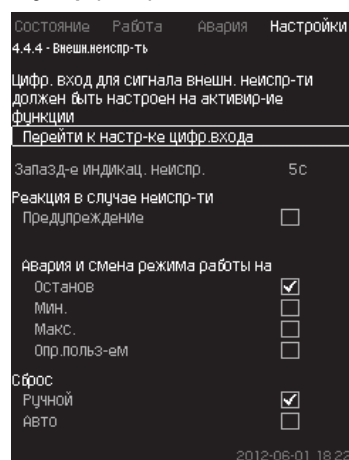 Состояние Работа Авария Настройки
4.4.4 - Внешн.неиспр-ть
Цифр. вход для сигнала внешн. неиспр-ти
должен быть настроен на активир-ие
функции
Перейти к настр-ке цифр.входа
Запазд-е индикац. неиспр. 5с
Реакция в случае неиспр-ти
Предупреждение
Авария и смена режима работы на
Останов
Мин.
Макс.
Опр.польз-ем
Сброс
Ручной
Авто
2012-06-01 18:22